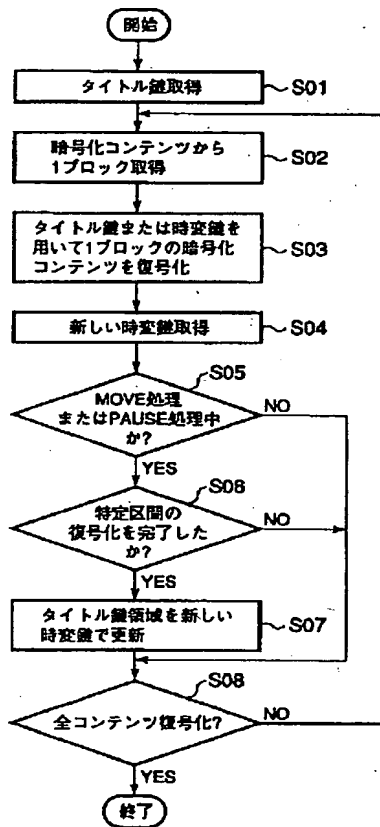 開始
タイトル鍵取得
S01
暗号化コンテンツから
1ブロック取得
S02
タイトル鍵または時変鍵を
用いて1ブロックの暗号化
コンテンツを復号化
S03
新しい時変鍵取得
S04
S05
MOVE処理
またはPAUSE処理中
か?
NO
YES
S06
特定区間の
復号化を完了した
か?
NO
YES
タイトル鍵領域を新しい
時変鍵で更新
S07
S08
全コンテンツ復号化?
NO
YES
終了